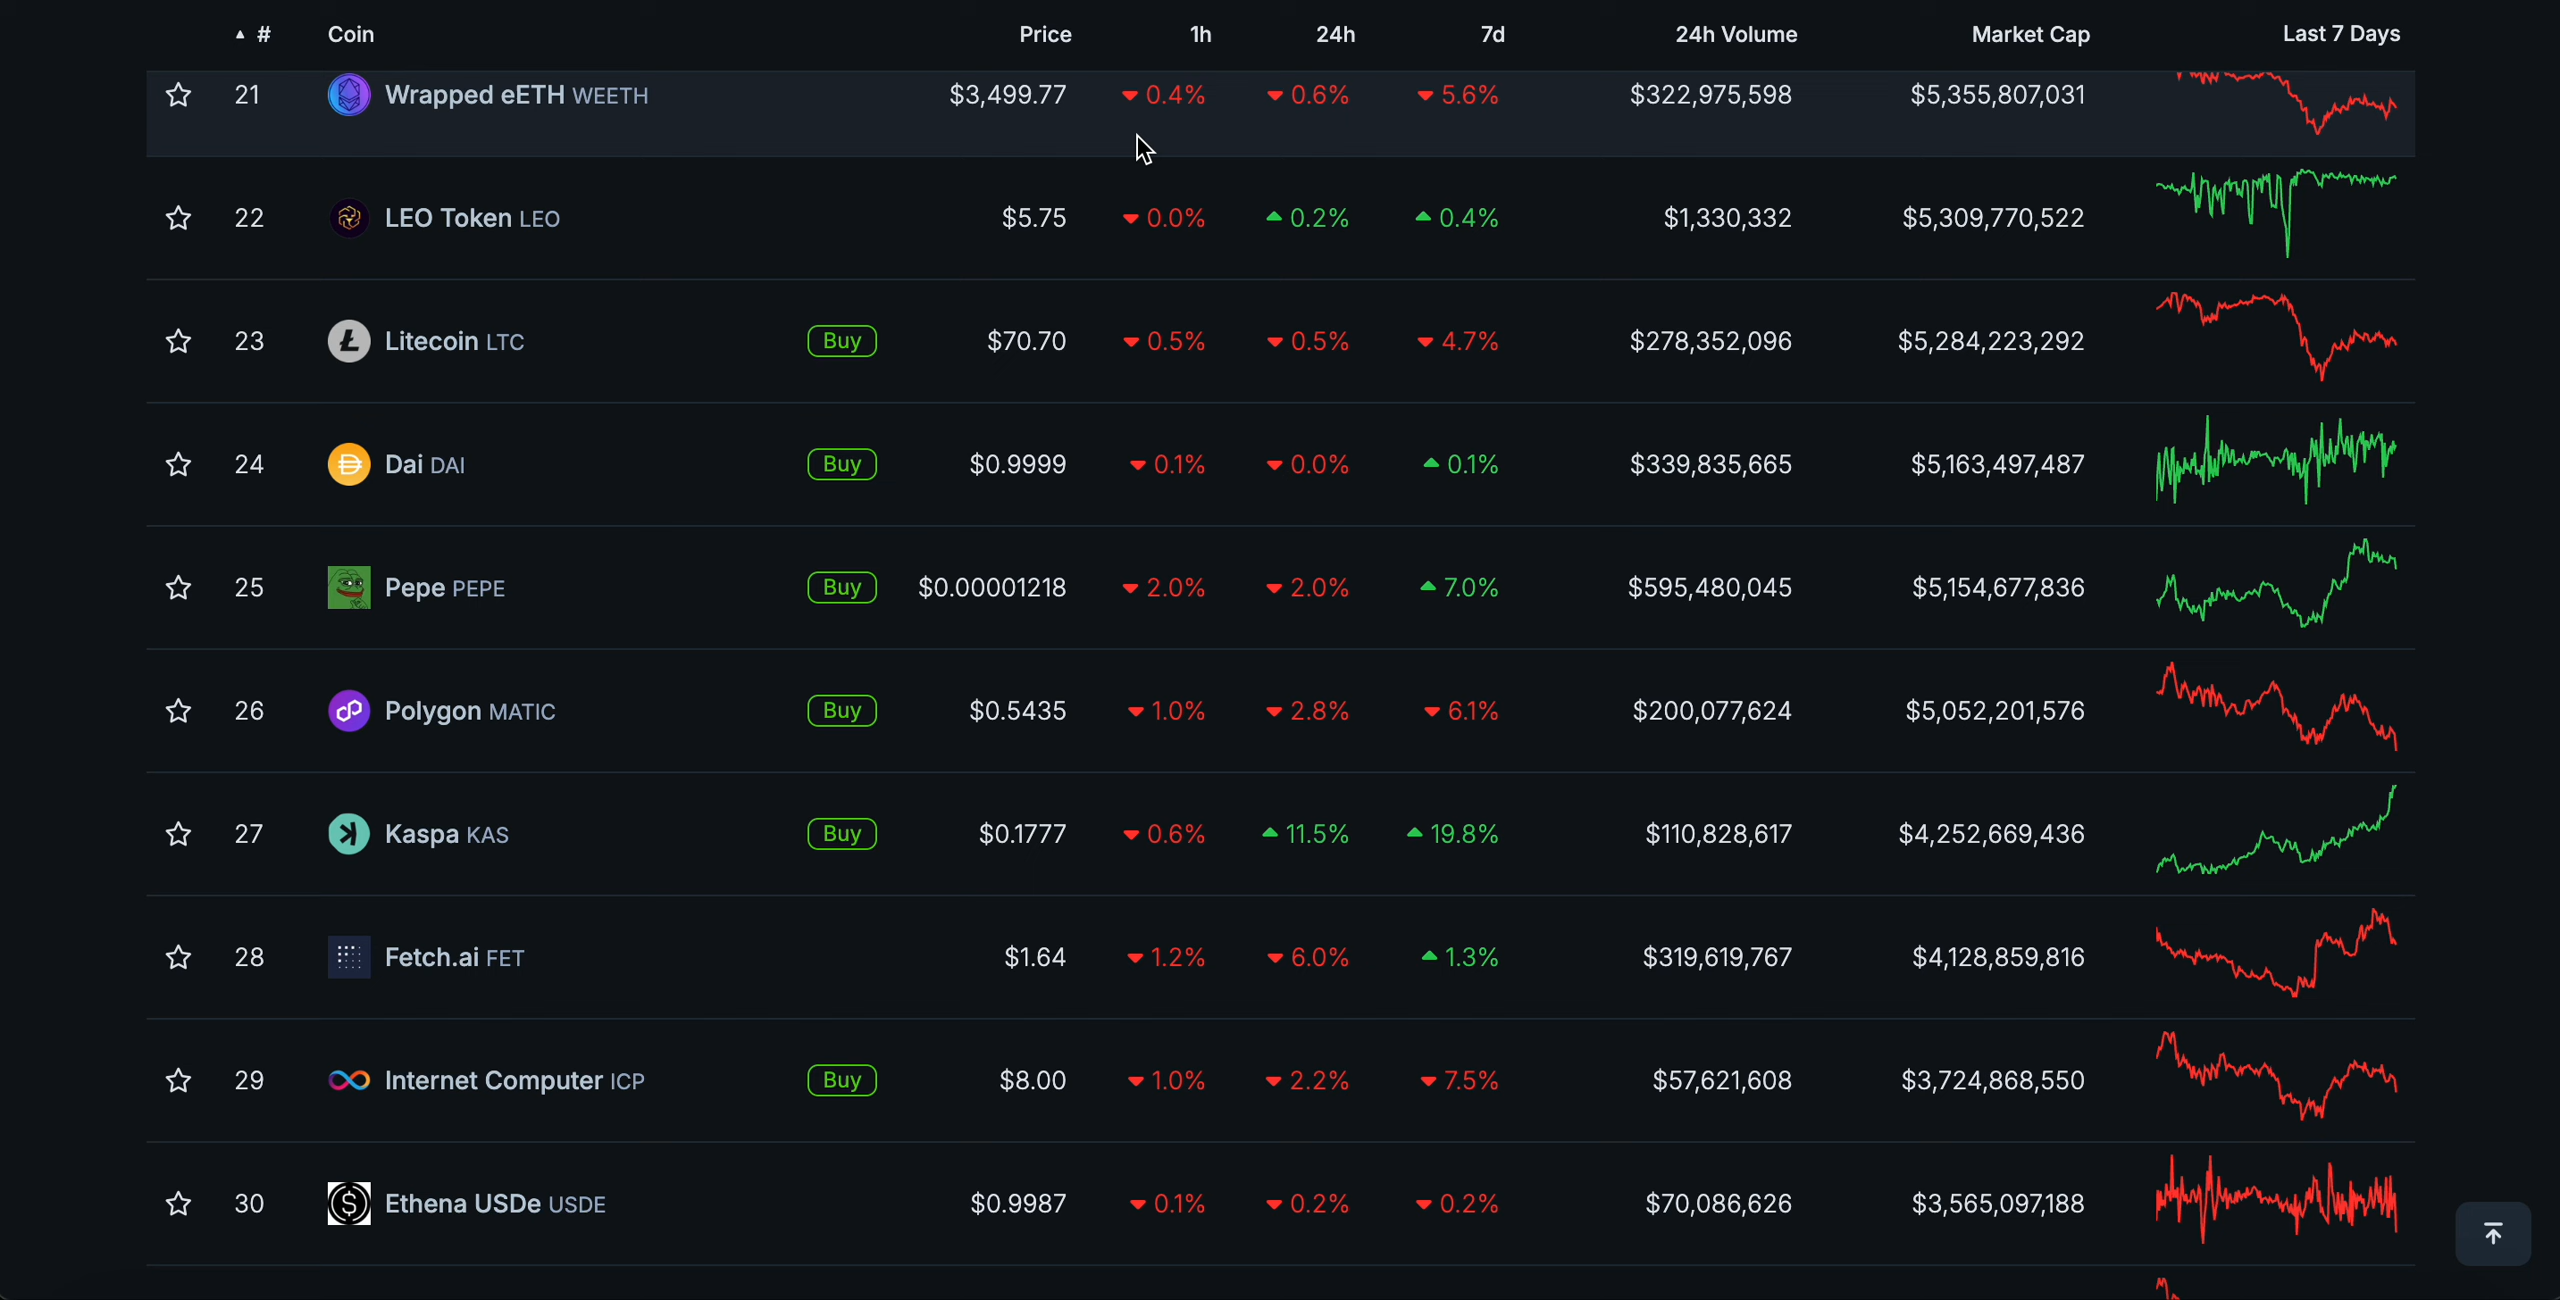 ▲ # Coin Price 1h 24h 7d 24h Volume Market Cap Last 7 Days
21 Wrapped eETH WEETH $3,499.77 ▼ 0.4% ▼ 0.6% ▼ 5.6% $322,975,598 $5,355,807,031
22 LEO Token LEO $5.75 ▼ 0.0% ▲ 0.2% ▲ 0.4% $1,330,332 $5,309,770,522
23 Litecoin LTC Buy $70.70 ▼ 0.5% ▼ 0.5% ▼ 4.7% $278,352,096 $5,284,223,292
24 Dai DAI Buy $0.9999 ▼ 0.1% ▼ 0.0% ▲ 0.1% $339,835,665 $5,163,497,487
25 Pepe PEPE Buy $0.00001218 ▼ 2.0% ▼ 2.0% ▲ 7.0% $595,480,045 $5,154,677,836
26 Polygon MATIC Buy $0.5435 ▼ 1.0% ▼ 2.8% ▼ 6.1% $200,077,624 $5,052,201,576
27 Kaspa KAS Buy $0.1777 ▼ 0.6% ▲ 11.5% ▲ 19.8% $110,828,617 $4,252,669,436
28 Fetch.ai FET $1.64 ▼ 1.2% ▼ 6.0% ▲ 1.3% $319,619,767 $4,128,859,816
29 Internet Computer ICP Buy $8.00 ▼ 1.0% ▼ 2.2% ▼ 7.5% $57,621,608 $3,724,868,550
30 Ethena USDe USDE $0.9987 ▼ 0.1% ▼ 0.2% ▼ 0.2% $70,086,626 $3,565,097,188